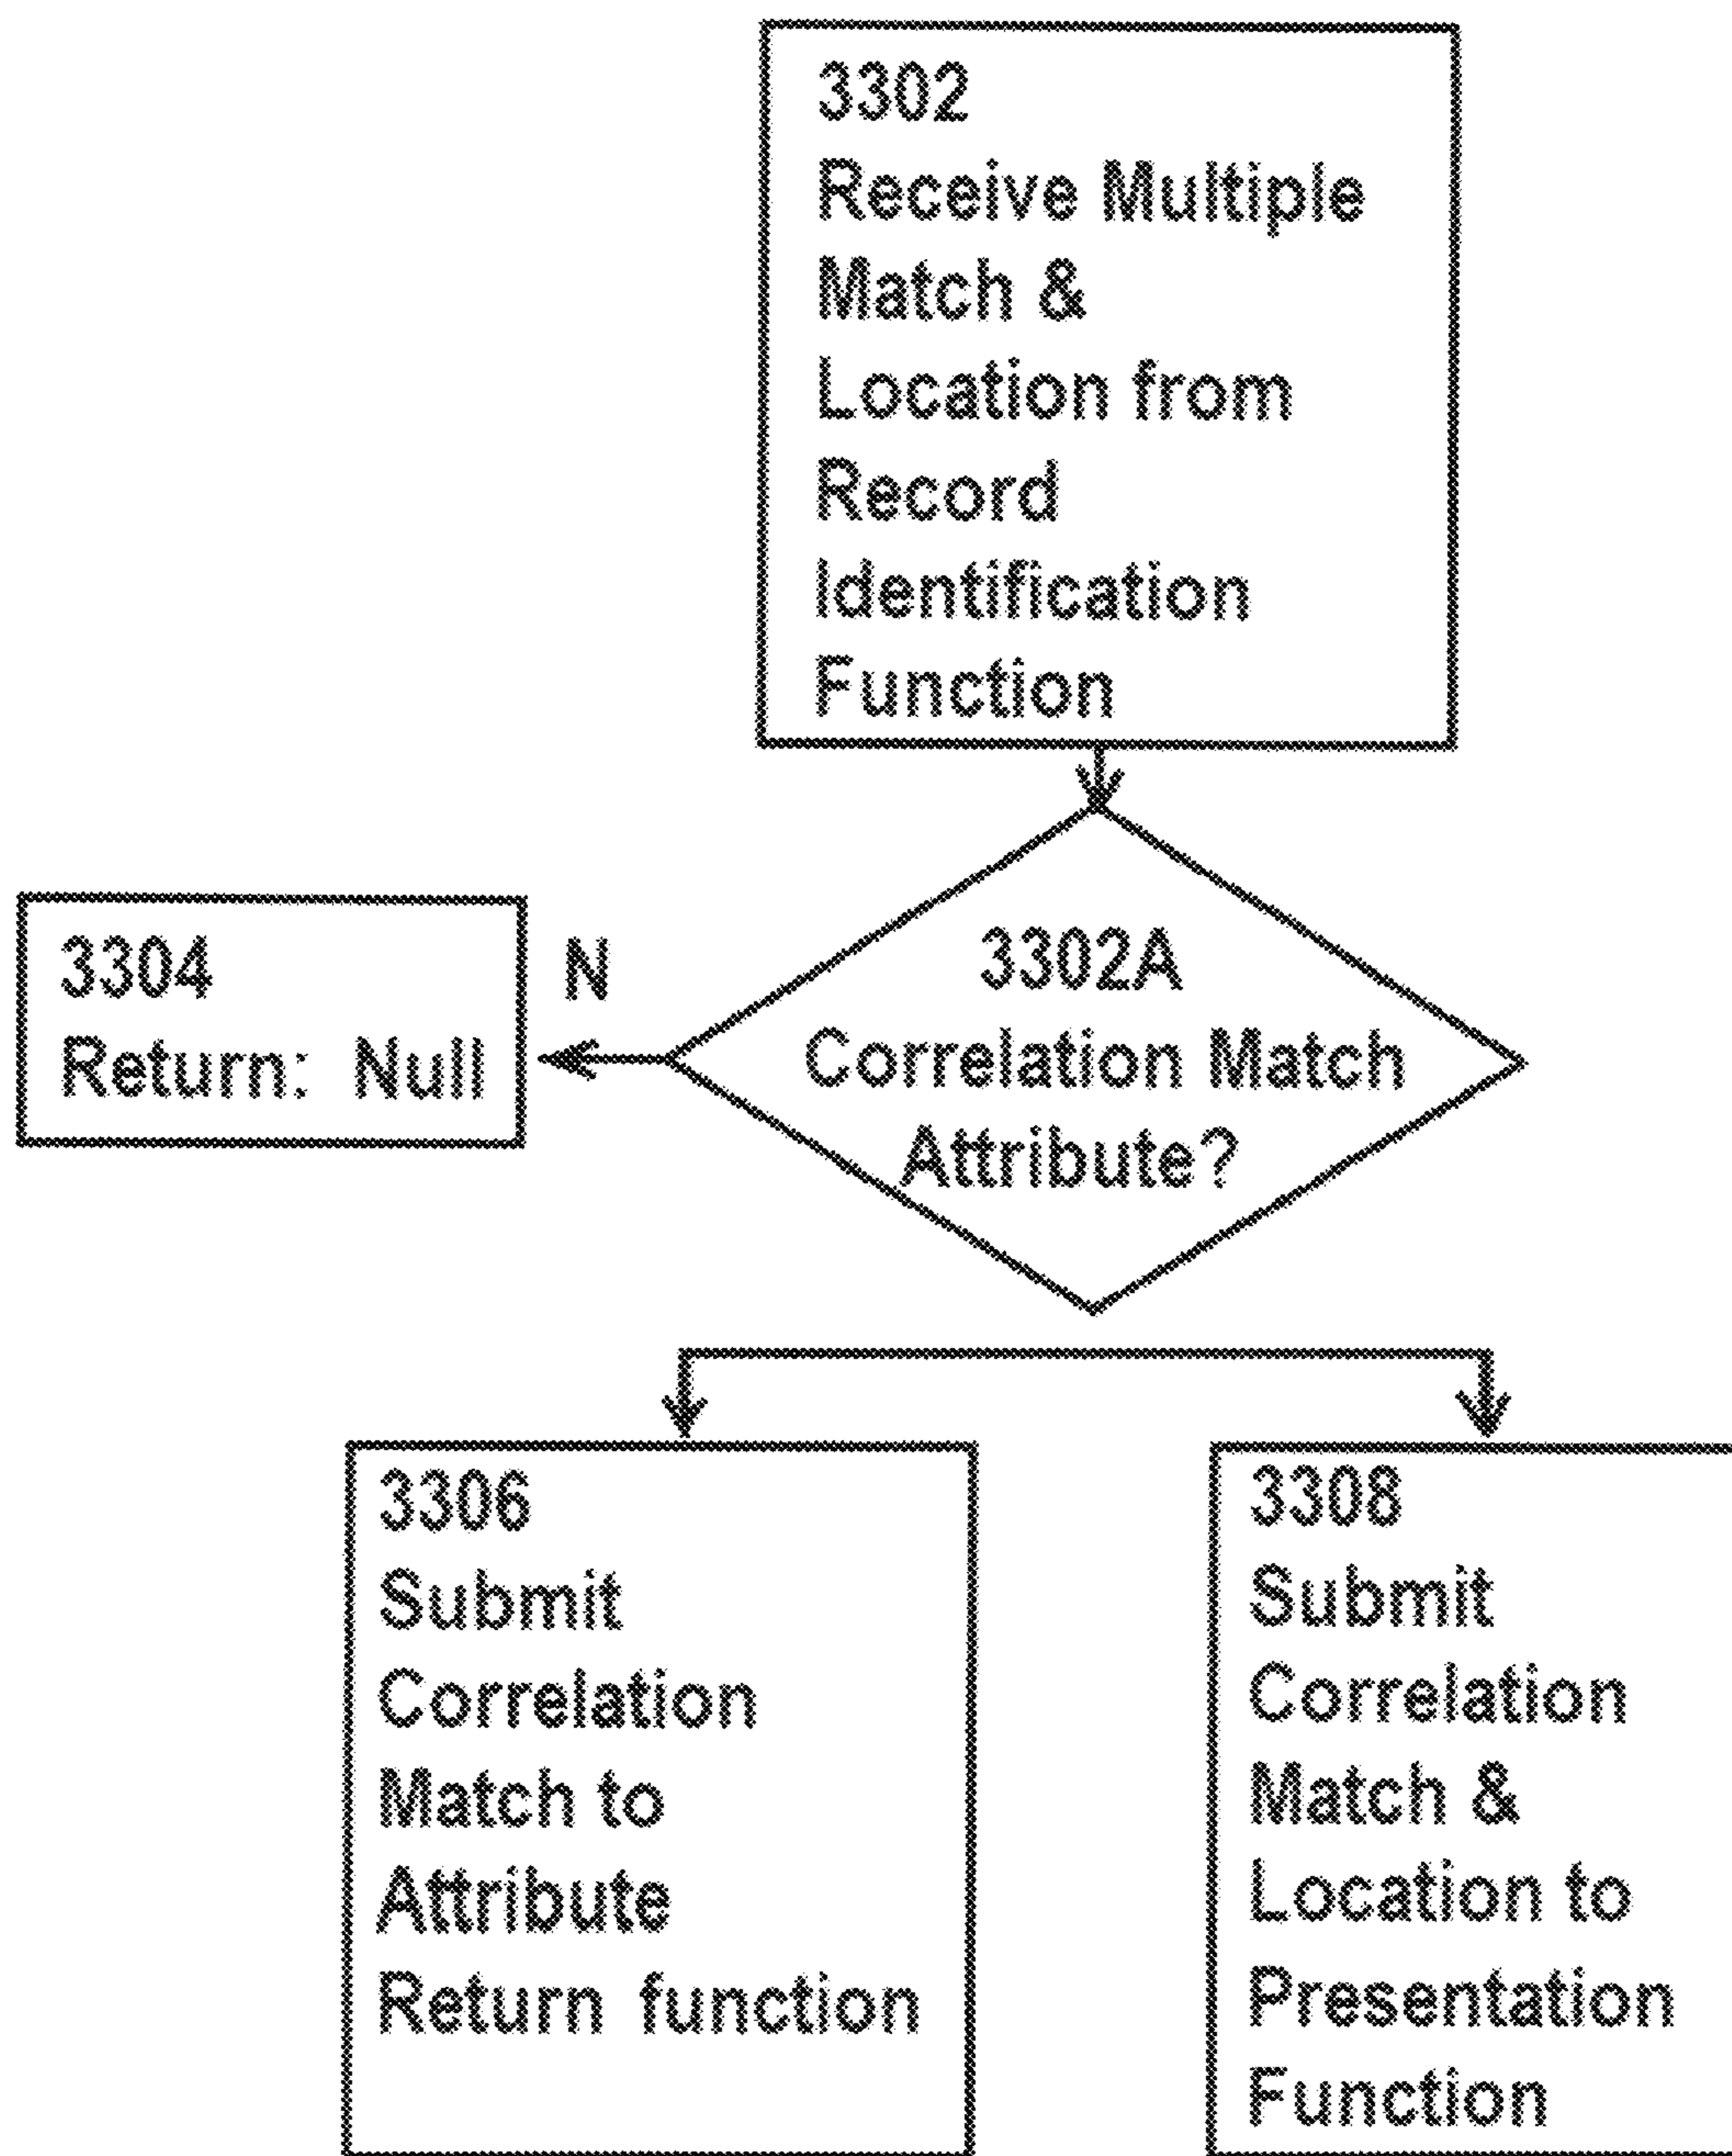 3302
Receive Multiple
Match &
Location from
Record
Identification
Function
3304
Return: Null
N
3302A
Correlation Match
Attribute?
3306
Submit
Correlation
Match to
Attribute
Return function
3308
Submit
Correlation
Match &
Location to
Presentation
Function